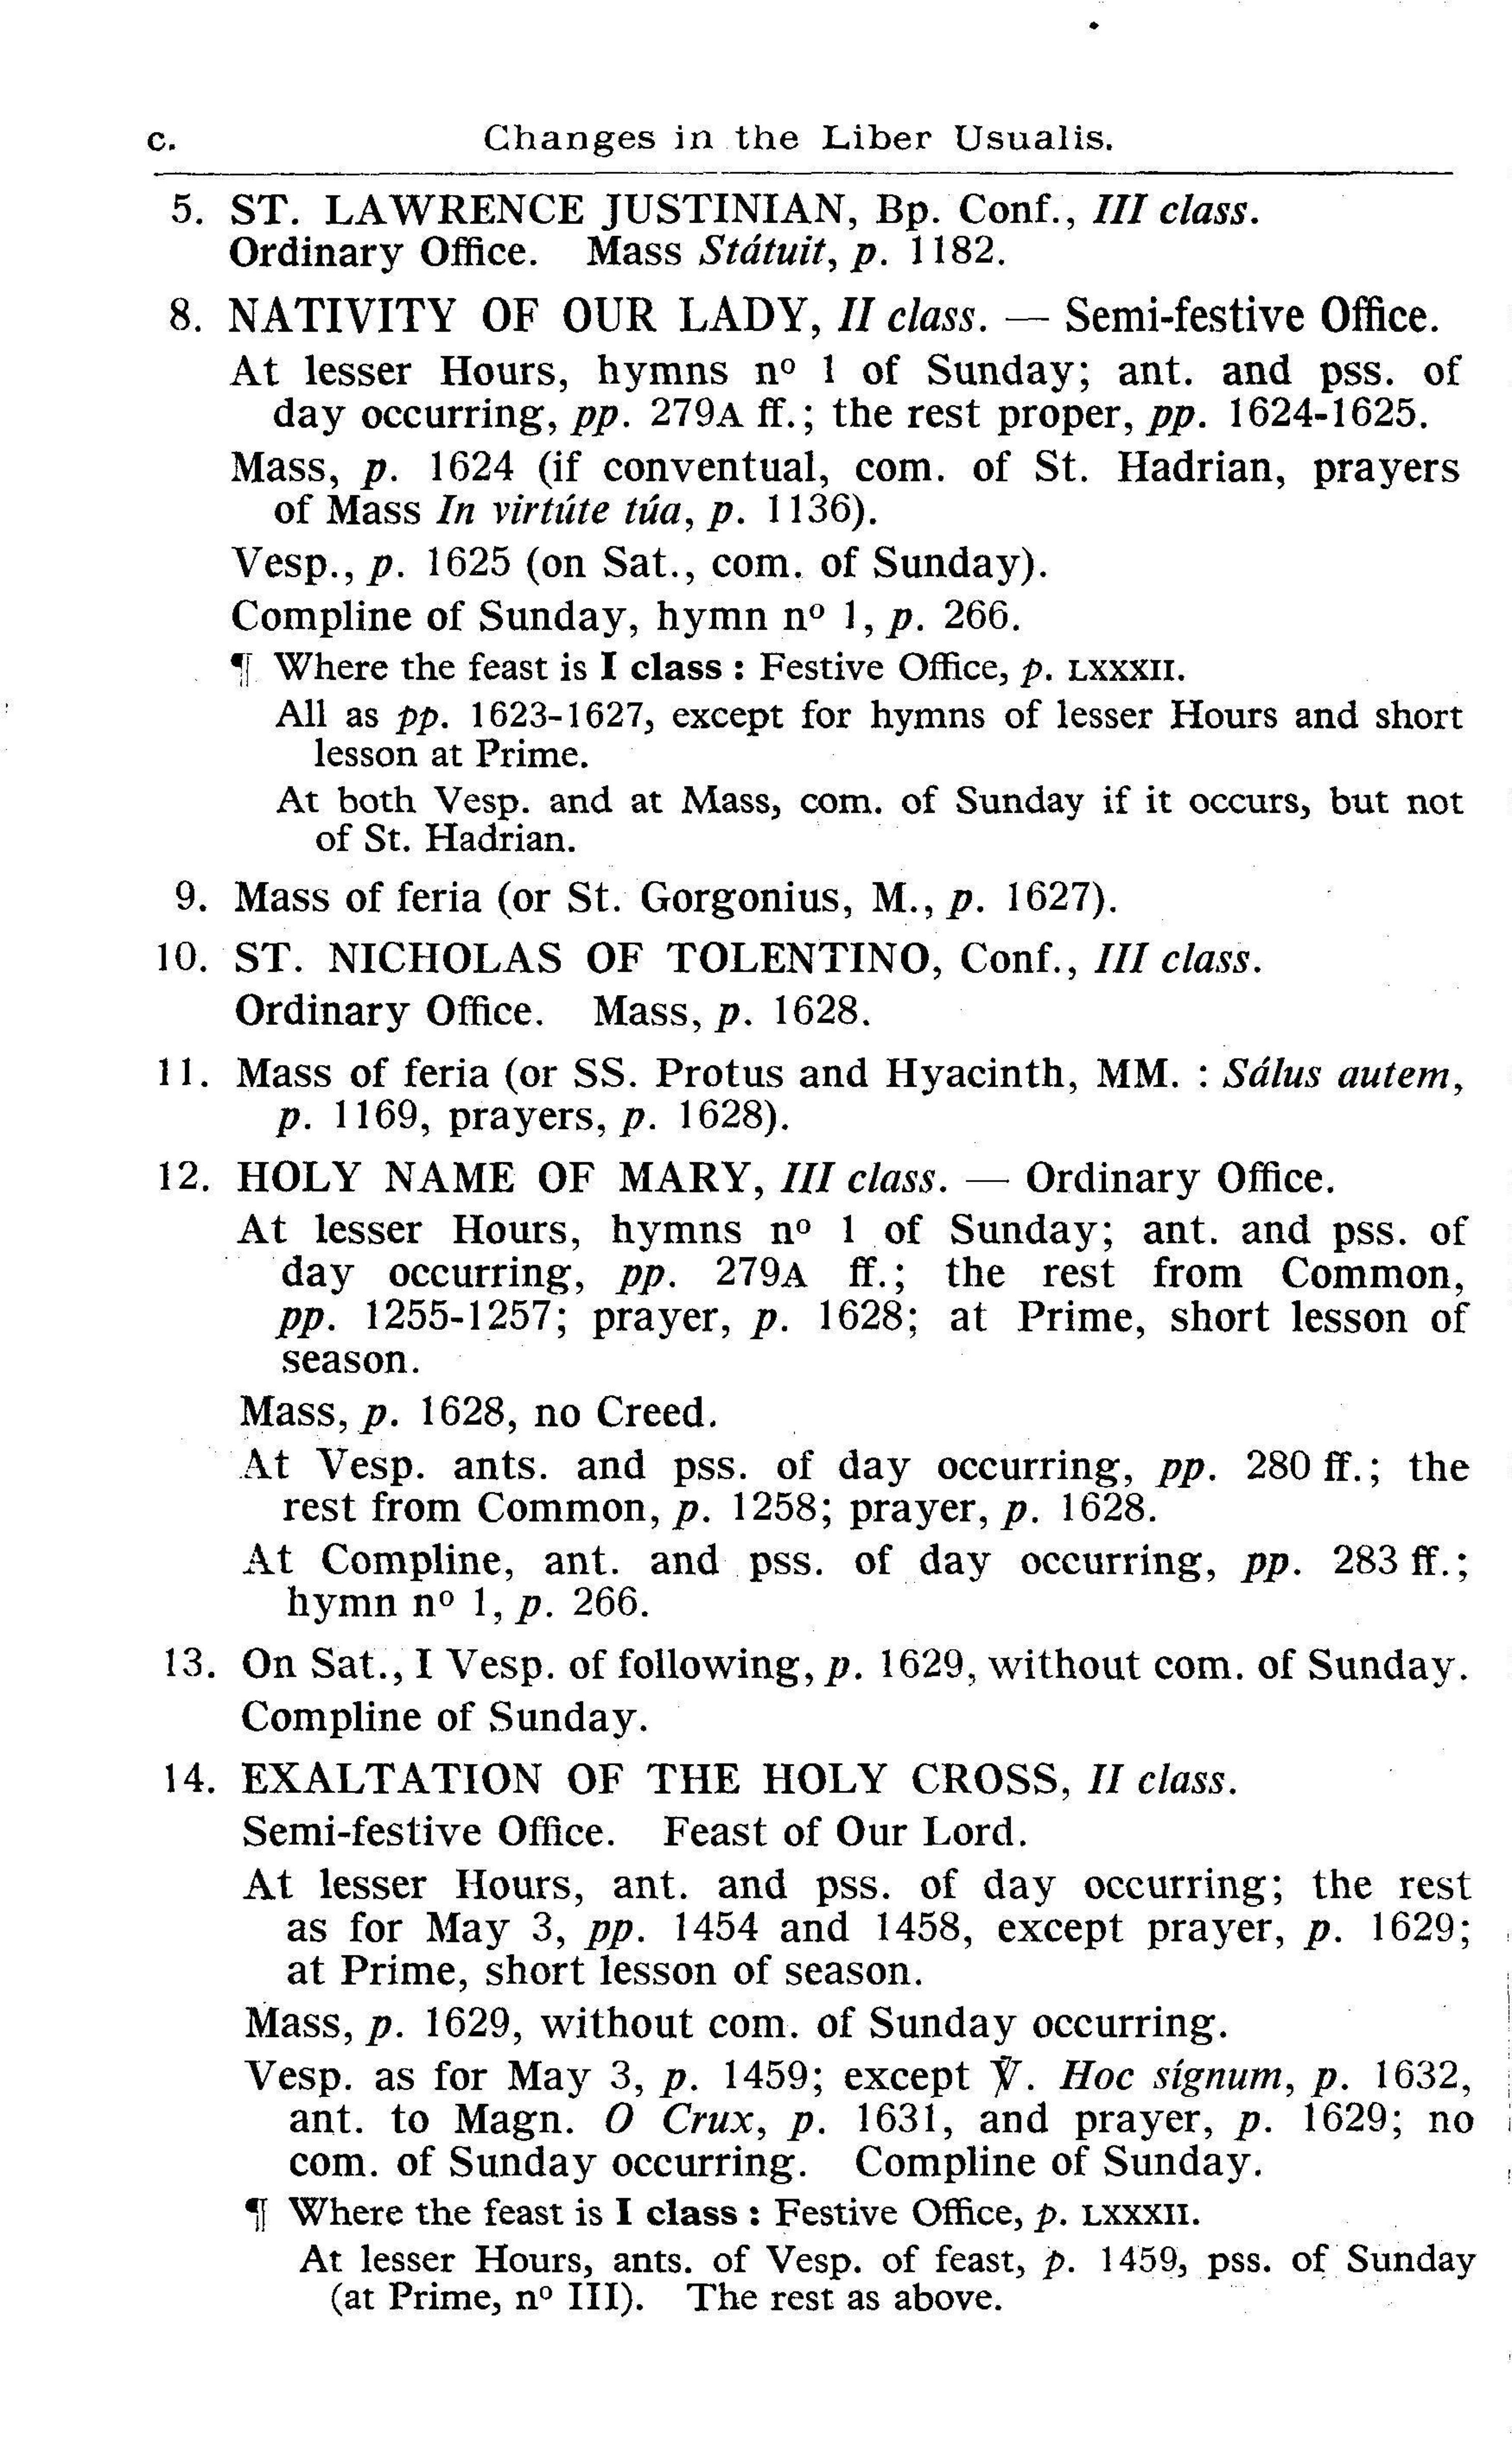 c. Changes in the Liber Usualis.
5. ST. LAWRENCE JUSTINIAN, Bp. Conf., III class.
Ordinary Office. Mass Státuit, p. 1182.
8. NATIVITY OF OUR LADY, II class. — Semi-festive Office.
At lesser Hours, hymns nº 1 of Sunday; ant. and pss. of
day occurring, pp. 279A ff.; the rest proper, pp. 1624-1625.
Mass, p. 1624 (if conventual, com. of St. Hadrian, prayers
of Mass In virtúte túa, p. 1136).
Vesp., p. 1625 (on Sat., com. of Sunday).
Compline of Sunday, hymn nº 1, p. 266.
¶ Where the feast is I class : Festive Office, p. LXXXII.
All as pp. 1623-1627, except for hymns of lesser Hours and short
lesson at Prime.
At both Vesp. and at Mass, com. of Sunday if it occurs, but not
of St. Hadrian.
9. Mass of feria (or St. Gorgonius, M., p. 1627).
10. ST. NICHOLAS OF TOLENTINO, Conf., III class.
Ordinary Office. Mass, p. 1628.
11. Mass of feria (or SS. Protus and Hyacinth, MM. : Sálus autem,
p. 1169, prayers, p. 1628).
12. HOLY NAME OF MARY, III class. — Ordinary Office.
At lesser Hours, hymns nº 1 of Sunday; ant. and pss. of
day occurring, pp. 279A ff.; the rest from Common,
pp. 1255-1257; prayer, p. 1628; at Prime, short lesson of
season.
Mass, p. 1628, no Creed.
At Vesp. ants. and pss. of day occurring, pp. 280 ff.; the
rest from Common, p. 1258; prayer, p. 1628.
At Compline, ant. and pss. of day occurring, pp. 283 ff.;
hymn nº 1, p. 266.
13. On Sat., I Vesp. of following, p. 1629, without com. of Sunday.
Compline of Sunday.
14. EXALTATION OF THE HOLY CROSS, II class.
Semi-festive Office. Feast of Our Lord.
At lesser Hours, ant. and pss. of day occurring; the rest
as for May 3, pp. 1454 and 1458, except prayer, p. 1629;
at Prime, short lesson of season.
Mass, p. 1629, without com. of Sunday occurring.
Vesp. as for May 3, p. 1459; except ℣. Hoc sígnum, p. 1632,
ant. to Magn. O Crux, p. 1631, and prayer, p. 1629; no
com. of Sunday occurring. Compline of Sunday.
¶ Where the feast is I class : Festive Office, p. LXXXII.
At lesser Hours, ants. of Vesp. of feast, p. 1459, pss. of Sunday
(at Prime, nº III). The rest as above.